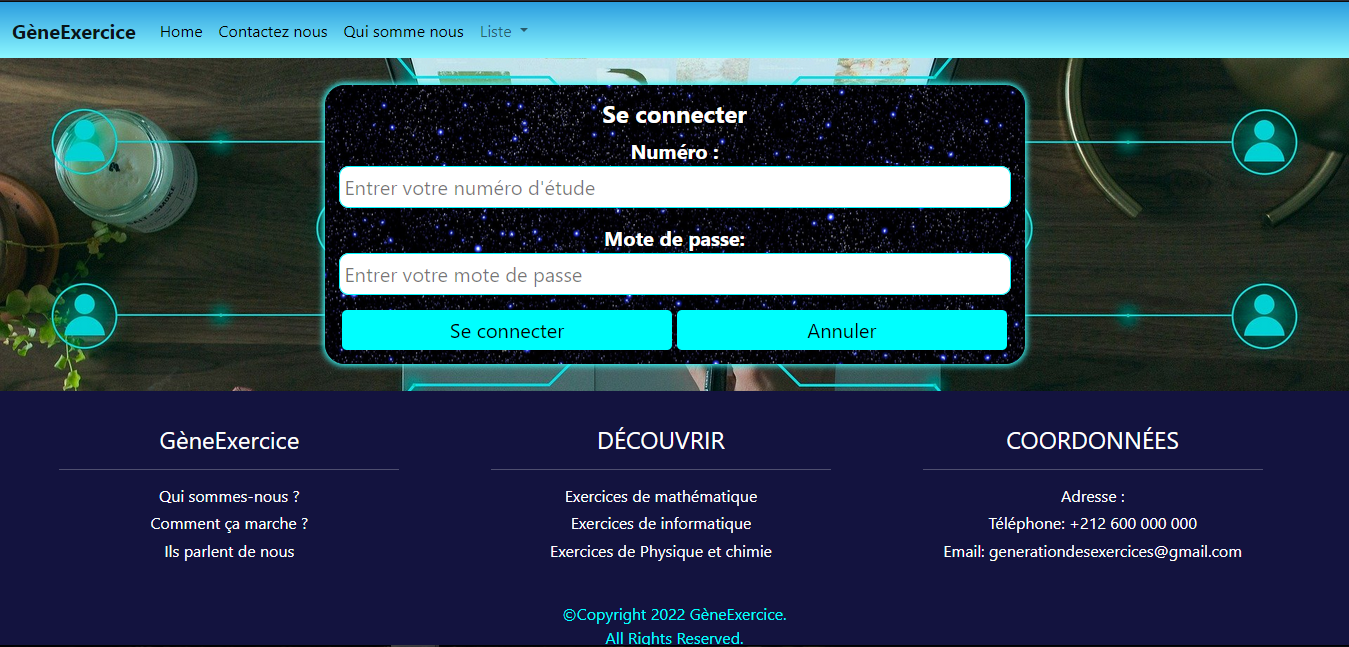 GèneExercice Home Contactez nous Qui somme nous Liste
Se connecter
Numéro :
Entrer votre numéro d'étude
Mote de passe:
Entrer votre mote de passe
Se connecter Annuler
GèneExercice
Qui sommes-nous ?
Comment ça marche ?
Ils parlent de nous
DÉCOUVRIR
Exercices de mathématique
Exercices de informatique
Exercices de Physique et chimie
COORDONNÉES
Adresse :
Téléphone: +212 600 000 000
Email: generationdesexercices@gmail.com
©Copyright 2022 GèneExercice.
All Rights Reserved.